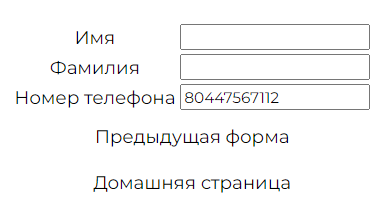 Имя
Фамилия
Номер телефона 80447567112
Предыдущая форма
Домашняя страница